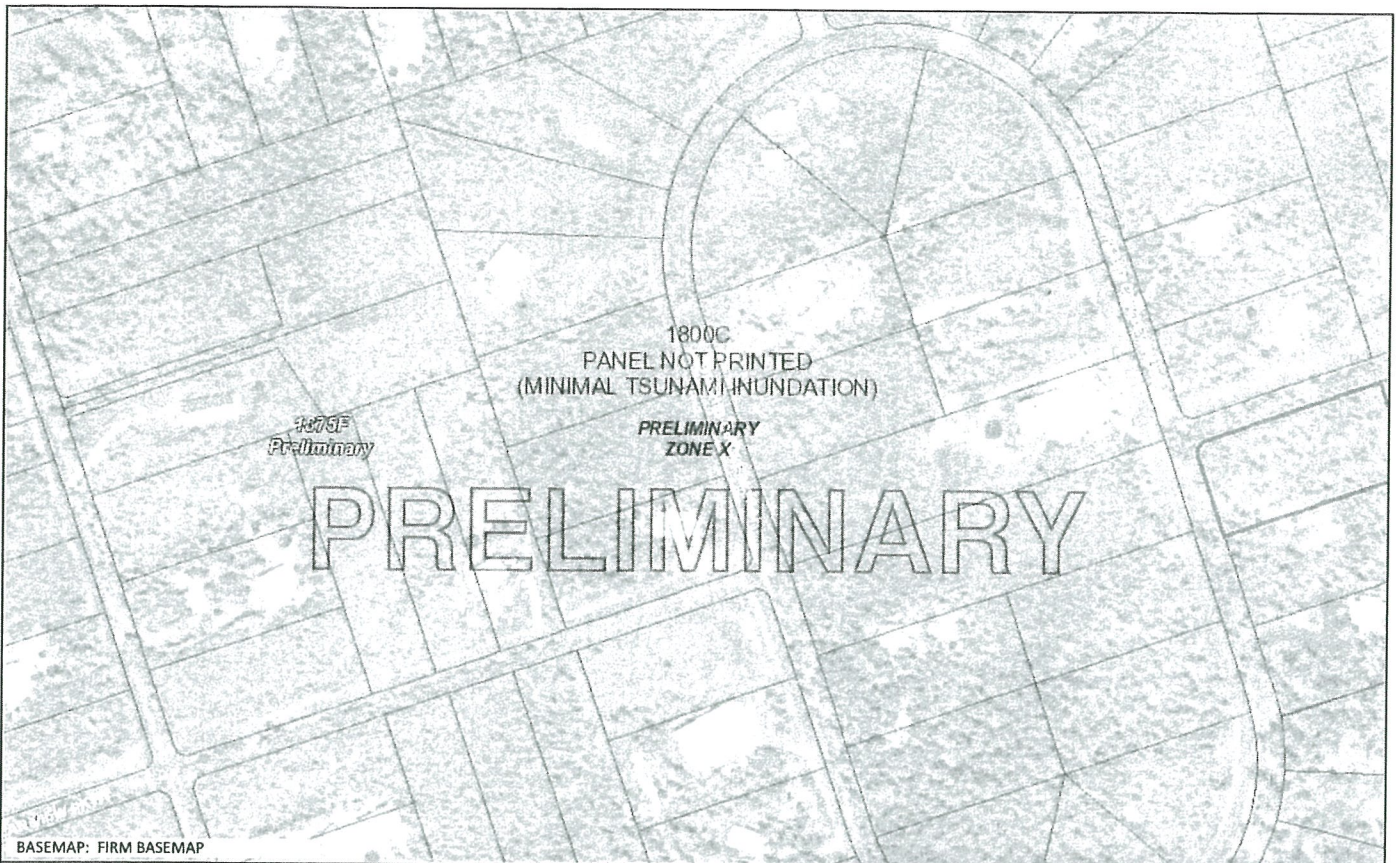 1800C
PANEL NOT PRINTED
(MINIMAL TSUNAMI INUNDATION)
Preliminary
PRELIMINARY
ZONE X
PRELIMINARY
BASEMAP: FIRM BASEMAP